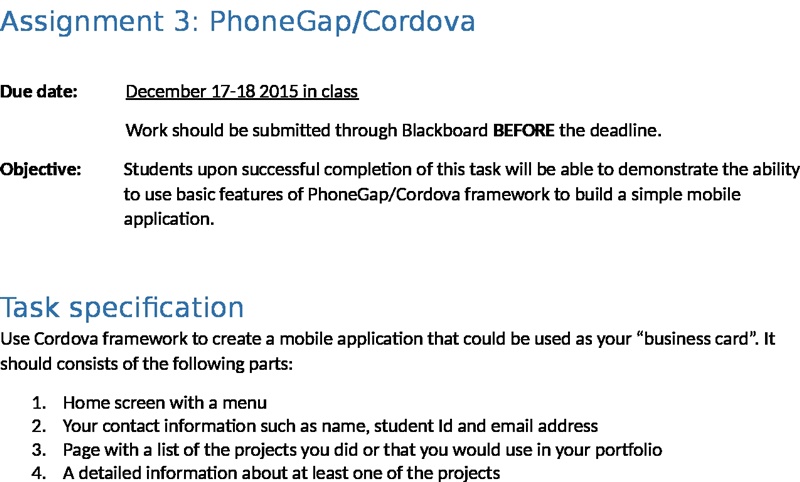 Assignment 3: PhoneGap/Cordova
Due date: December 17-18 2015 in class
Work should be submitted through Blackboard BEFORE the deadline.
Objective: Students upon successful completion of this task will be able to demonstrate the ability
to use basic features of PhoneGap/Cordova framework to build a simple mobile
application.
Task specification
Use Cordova framework to create a mobile application that could be used as your “business card”. It
should consists of the following parts:
1. Home screen with a menu
2. Your contact information such as name, student Id and email address
3. Page with a list of the projects you did or that you would use in your portfolio
4. A detailed information about at least one of the projects